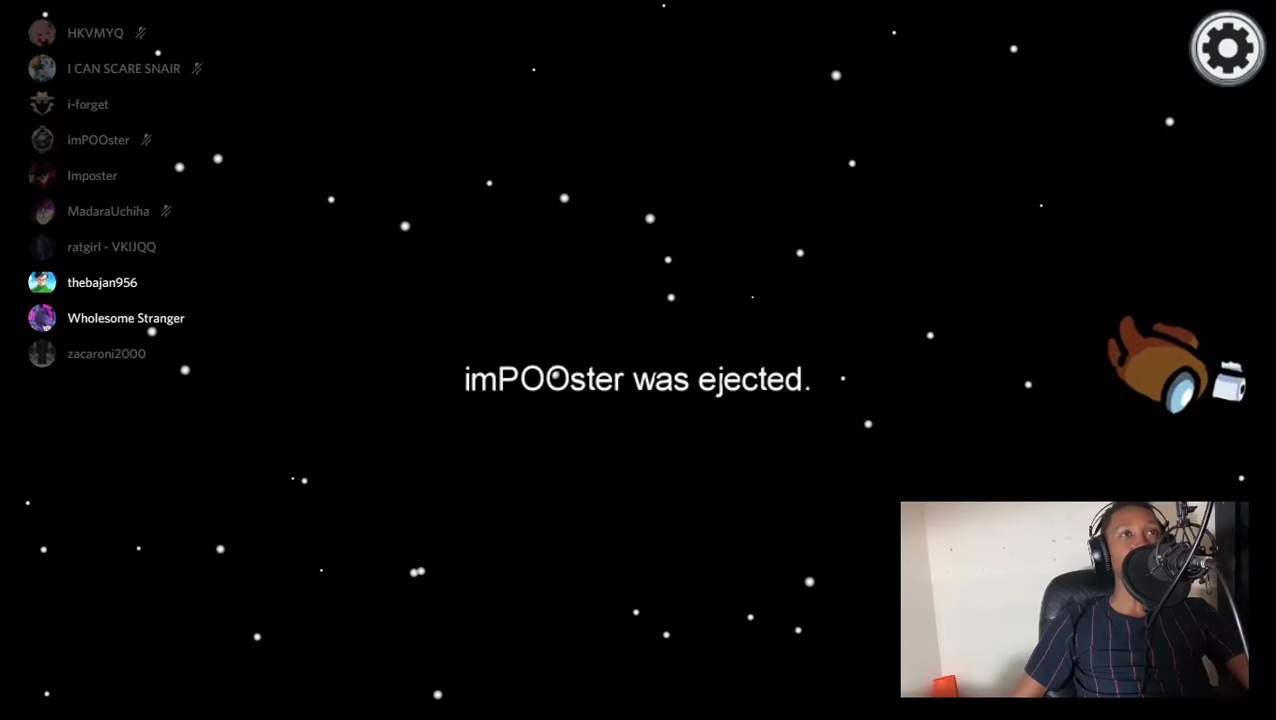 HKVMYQ
I CAN SCARE SNAIR
i-forget
imPOOster
Imposter
MadaraUchiha
ratgirl - VKIJQQ
thebajan956
Wholesome Stranger
zacaroni2000
imPOOster was ejected.